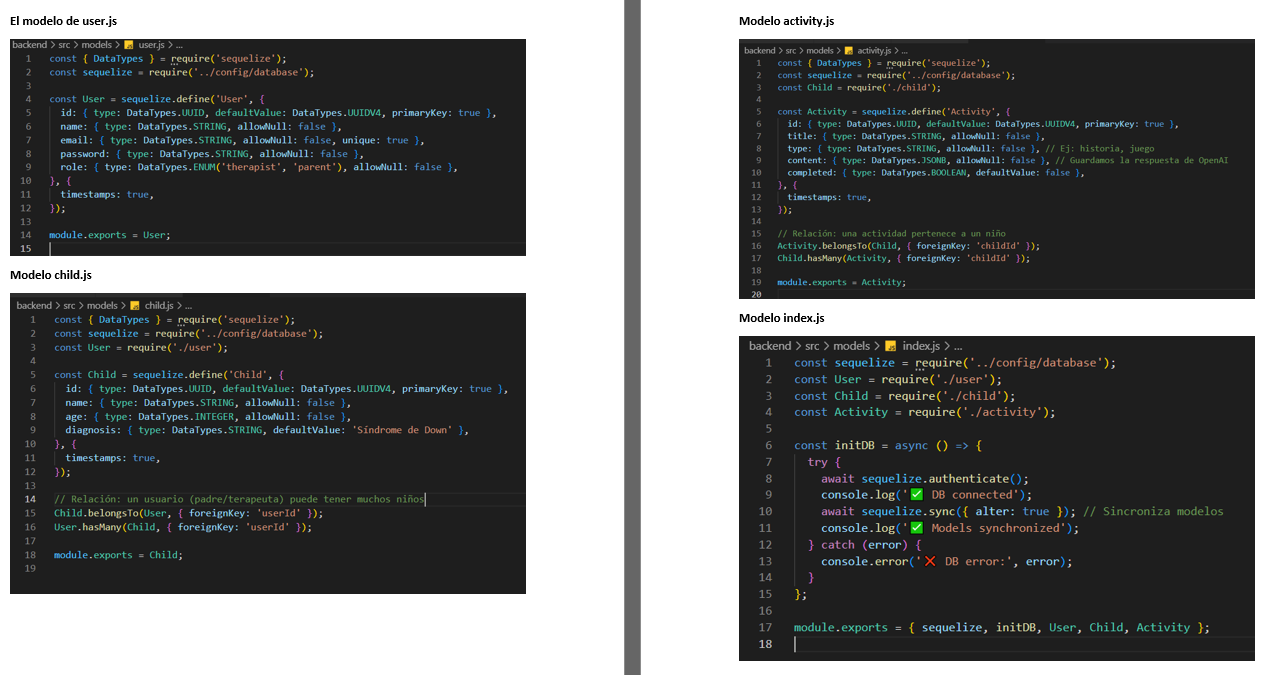 El modelo de user.js
backend > src > models > user.js > ...
1 const { DataTypes } = require('sequelize');
2 const sequelize = require('../config/database');
3
4 const User = sequelize.define('User', {
5 id: { type: DataTypes.UUID, defaultValue: DataTypes.UUIDV4, primaryKey: true },
6 name: { type: DataTypes.STRING, allowNull: false },
7 email: { type: DataTypes.STRING, allowNull: false, unique: true },
8 password: { type: DataTypes.STRING, allowNull: false },
9 role: { type: DataTypes.ENUM('therapist', 'parent'), allowNull: false },
10 }, {
11 timestamps: true,
12 });
13
14 module.exports = User;
15
Modelo child.js
backend > src > models > child.js > ...
1 const { DataTypes } = require('sequelize');
2 const sequelize = require('../config/database');
3 const User = require('./user');
4
5 const Child = sequelize.define('Child', {
6 id: { type: DataTypes.UUID, defaultValue: DataTypes.UUIDV4, primaryKey: true },
7 name: { type: DataTypes.STRING, allowNull: false },
8 age: { type: DataTypes.INTEGER, allowNull: false },
9 diagnosis: { type: DataTypes.STRING, defaultValue: 'Síndrome de Down' },
10 }, {
11 timestamps: true,
12 });
13
14 // Relación: un usuario (padre/terapeuta) puede tener muchos niños
15 Child.belongsTo(User, { foreignKey: 'userId' });
16 User.hasMany(Child, { foreignKey: 'userId' });
17
18 module.exports = Child;
19
Modelo activity.js
backend > src > models > activity.js > ...
1 const { DataTypes } = require('sequelize');
2 const sequelize = require('../config/database');
3 const Child = require('./child');
4
5 const Activity = sequelize.define('Activity', {
6 id: { type: DataTypes.UUID, defaultValue: DataTypes.UUIDV4, primaryKey: true },
7 title: { type: DataTypes.STRING, allowNull: false },
8 type: { type: DataTypes.STRING, allowNull: false }, // Ej: historia, juego
9 content: { type: DataTypes.JSONB, allowNull: false }, // Guardamos la respuesta de OpenAI
10 completed: { type: DataTypes.BOOLEAN, defaultValue: false },
11 }, {
12 timestamps: true,
13 });
14
15 // Relación: una actividad pertenece a un niño
16 Activity.belongsTo(Child, { foreignKey: 'childId' });
17 Child.hasMany(Activity, { foreignKey: 'childId' });
18
19 module.exports = Activity;
20
Modelo index.js
backend > src > models > index.js > ...
1 const sequelize = require('../config/database');
2 const User = require('./user');
3 const Child = require('./child');
4 const Activity = require('./activity');
5
6 const initDB = async () => {
7 try {
8 await sequelize.authenticate();
9 console.log('✅ DB connected');
10 await sequelize.sync({ alter: true }); // Sincroniza modelos
11 console.log('✅ Models synchronized');
12 } catch (error) {
13 console.error('❌ DB error:', error);
14 }
15 };
16
17 module.exports = { sequelize, initDB, User, Child, Activity };
18